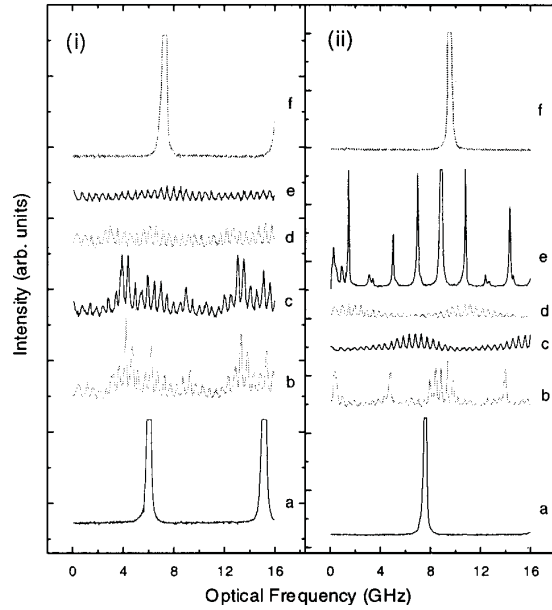 (i)
f
e
d
c
b
a
(ii)
f
e
d
c
b
a
0 4 8 12 16 0 4 8 12 16
Intensity (arb. units)
Optical Frequency (GHz)